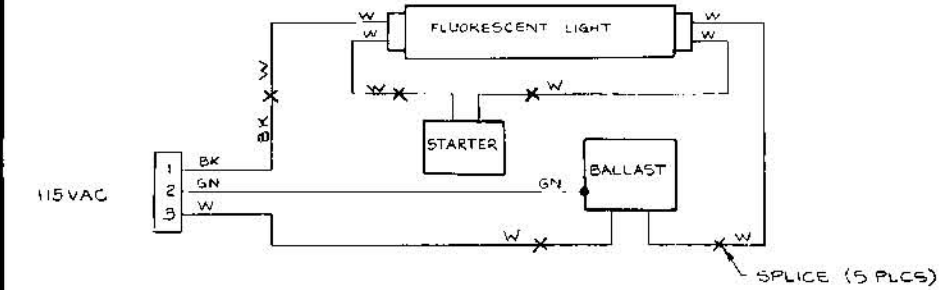 W
W
W
W
FLUORESCENT LIGHT
W
W
W
BK
STARTER
BALLAST
115VAC
1
BK
2
GN
GN
3
W
W
W
SPLICE (5 PLCS)